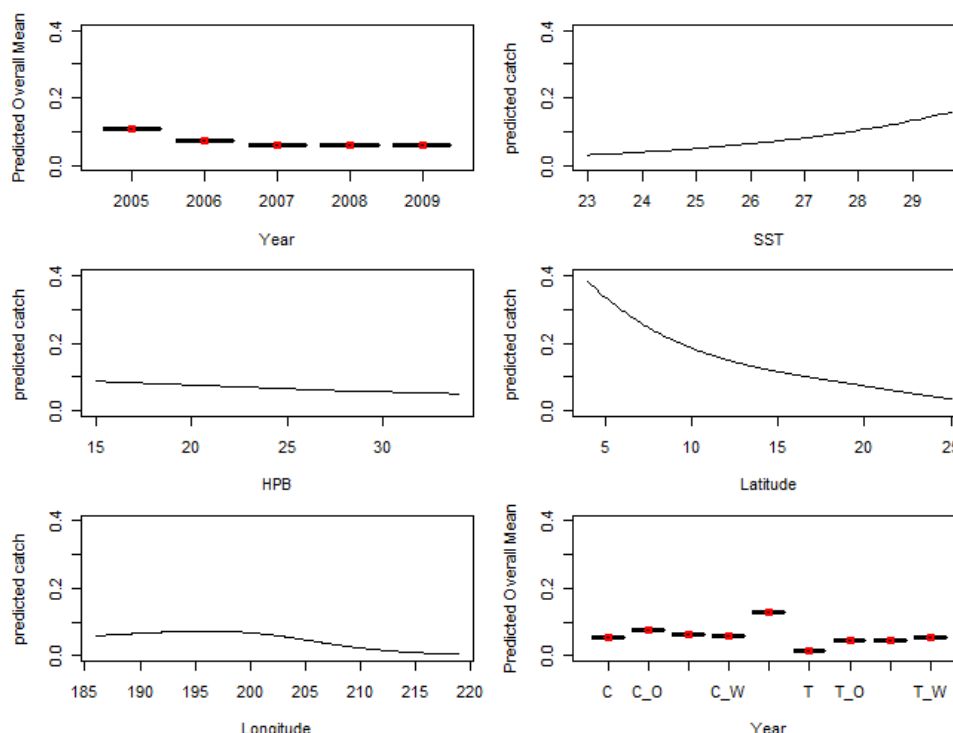 Predicted Overall Mean
0.0 0.2 0.4
2005 2006 2007 2008 2009
Year
predicted catch
0.0 0.2 0.4
23 24 25 26 27 28 29
SST
predicted catch
0.0 0.2 0.4
15 20 25 30
HPB
predicted catch
0.0 0.2 0.4
5 10 15 20 25
Latitude
predicted catch
0.0 0.2 0.4
185 190 195 200 205 210 215 220
Longitude
Predicted Overall Mean
0.0 0.2 0.4
C C_O C_W T T_O T_W
Year